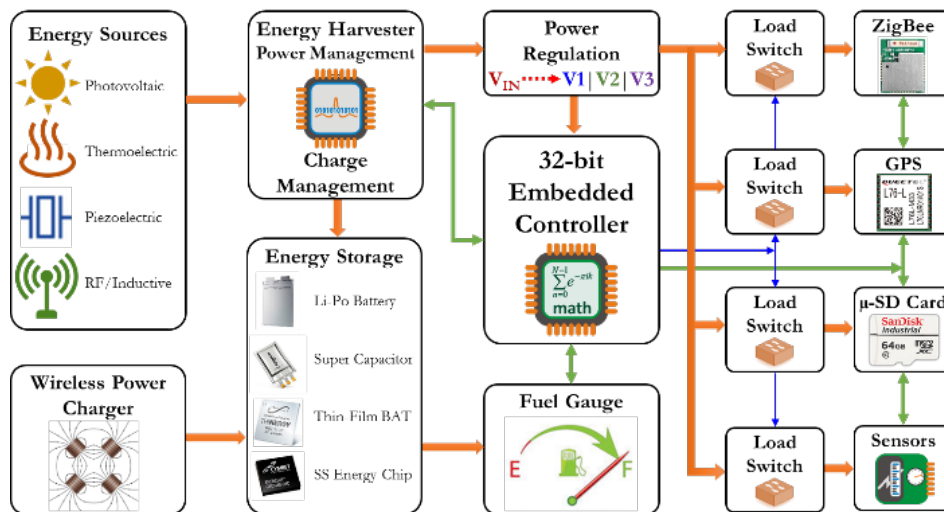 Energy Sources
Photovoltaic
Thermoelectric
Piezoelectric
RF/Inductive
Wireless Power
Charger
Energy Harvester
Power Management
Charge
Management
Energy Storage
Li-Po Battery
Super Capacitor
Thin-Film BAT
SS Energy Chip
Power
Regulation
VIN V1|V2|V3
32-bit
Embedded
Controller
N-1
∑ e
n=0
math
Fuel Gauge
E F
Load
Switch
Load
Switch
Load
Switch
Load
Switch
ZigBee
GPS
L76-L
µ-SD Card
SanDisk
Industrial
64GB
Sensors